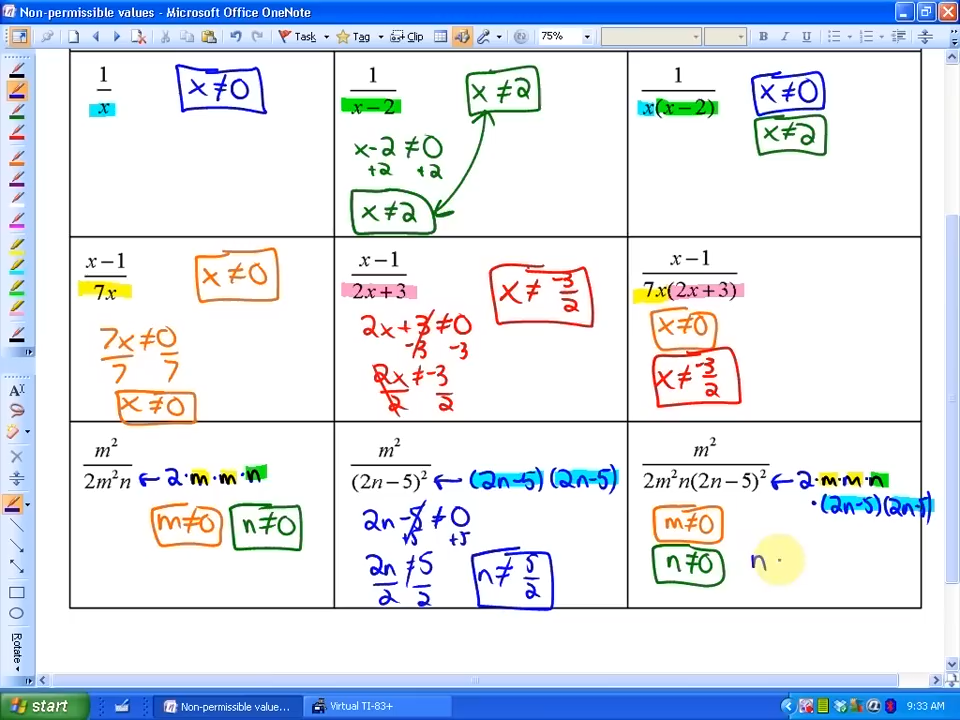 Non-permissible values - Microsoft Office OneNote
Task Tag Clip 75% B I U
1/x
x≠0
1/(x−2)
x≠2
x-2≠0
+2 +2
x≠2
1/(x(x−2))
x≠0
x≠2
(x−1)/(7x)
x≠0
7x≠0
7 7
x≠0
(x−1)/(2x+3)
x≠-3/2
2x+3≠0
-3 -3
2x≠-3
2 2
(x−1)/(7x(2x+3))
x≠0
x≠-3/2
m²/(2m²n) ← 2·m·m·n
m≠0 n≠0
m²/(2n−5)² ← (2n-5)(2n-5)
2n-5≠0
+5 +5
2n≠5
2 2
n≠5/2
m²/(2m²n(2n−5)²) ← 2·m·m·n
·(2n-5)(2n-5)
m≠0
n≠0 n
Rotate
start Non-permissible value... Virtual TI-83+ 9:33 AM